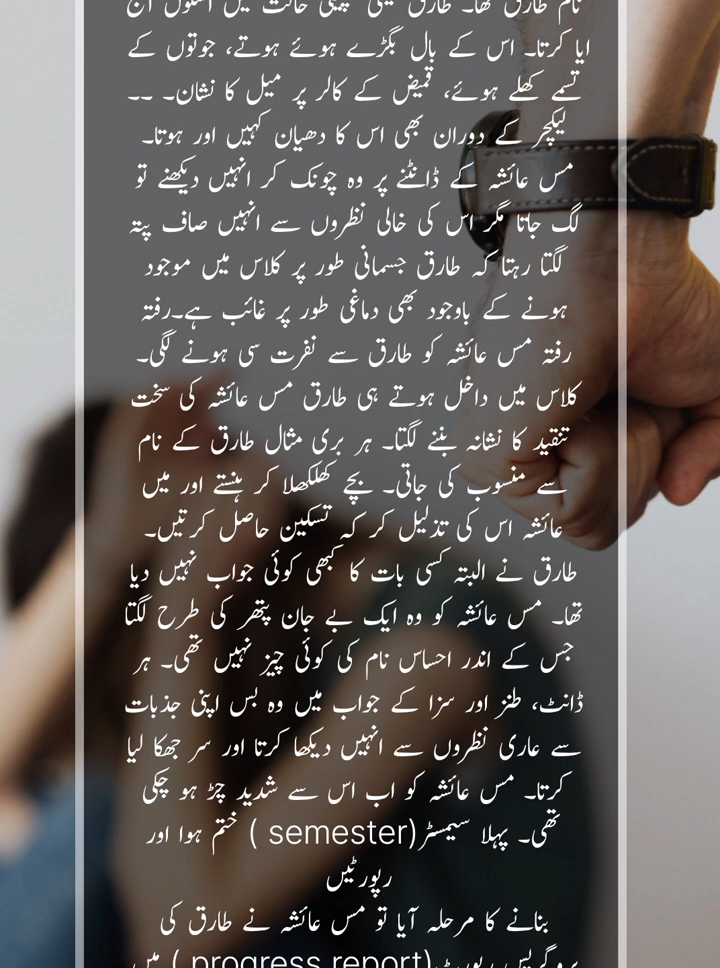 نام طارق تھا۔ طارق میلی کچیلی حالت میں اسکول آ جا
یا کرتا۔ اس کے بال بگڑے ہوئے ہوتے، جوتوں کے
تسمے کھلے ہوئے، قمیض کے کالر پر میل کا نشان۔ ۔۔
لیکچر کے دوران بھی اس کا دھیان کہیں اور ہوتا۔
مس عائشہ کے ڈانٹنے پر وہ چونک کر انہیں دیکھنے تو
لگ جاتا مگر اس کی خالی نظروں سے انہیں صاف پتہ
لگتا رہتا کہ طارق جسمانی طور پر کلاس میں موجود
ہونے کے باوجود بھی دماغی طور پر غائب ہے۔رفتہ
رفتہ مس عائشہ کو طارق سے نفرت سی ہونے لگی۔
کلاس میں داخل ہوتے ہی طارق مس عائشہ کی سخت
تنقید کا نشانہ بننے لگتا۔ ہر بری مثال طارق کے نام
سے منسوب کی جاتی۔ بچے کھلکھلا کر ہنستے اور میں
عائشہ اس کی تذلیل کر کہ تسکین حاصل کرتیں۔
طارق نے البتہ کسی بات کا کبھی کوئی جواب نہیں دیا
تھا۔ مس عائشہ کو وہ ایک بے جان پتھر کی طرح لگتا
جس کے اندر احساس نام کی کوئی چیز نہیں تھی۔ ہر
ڈانٹ، طنز اور سزا کے جواب میں وہ بس اپنی جذبات
سے عاری نظروں سے انہیں دیکھا کرتا اور سر جھکا لیا
کرتا۔ مس عائشہ کو اب اس سے شدید چڑ ہو چکی
تھی۔ پہلا سیمسٹر(semester ) ختم ہوا اور
رپورٹیں
بنانے کا مرحلہ آیا تو مس عائشہ نے طارق کی
پروگریس رپورٹ(progress report ) میں